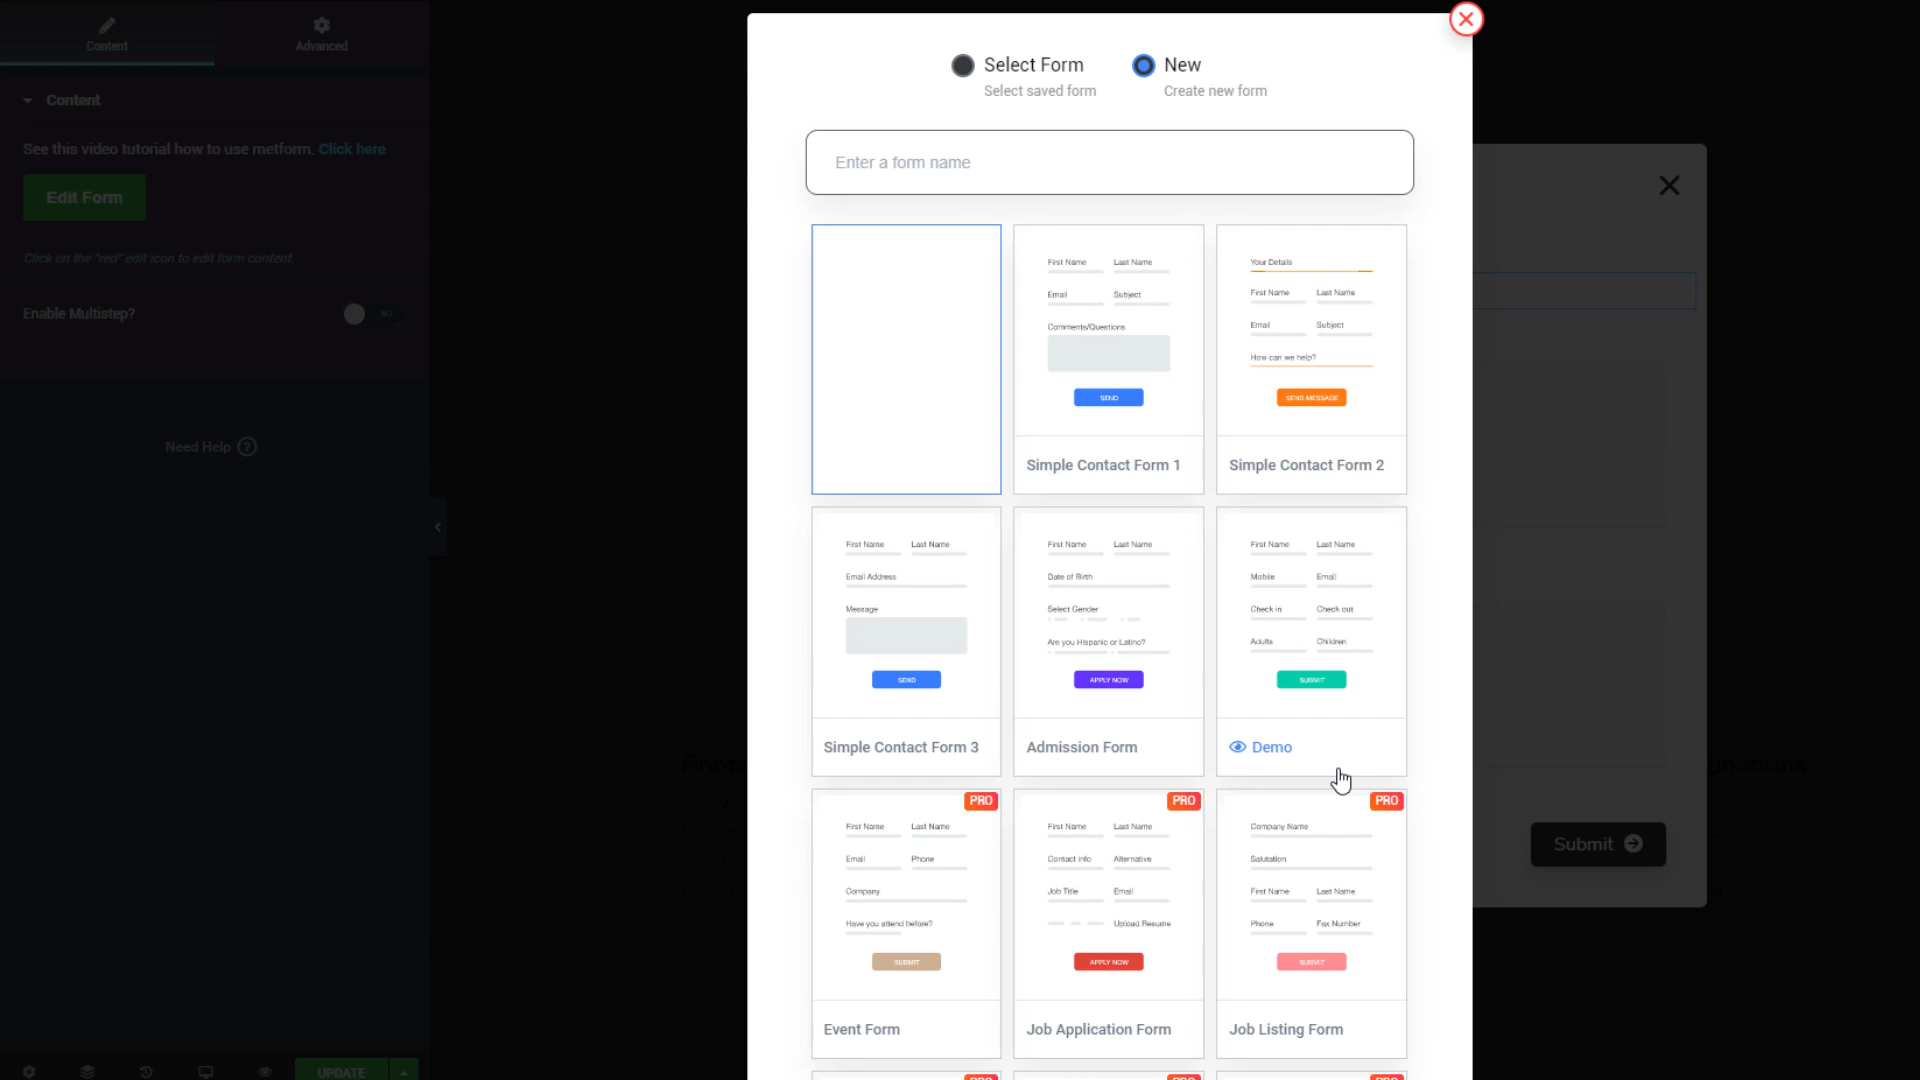 Content
Advanced
Content
See this video tutorial how to use metform. Click here
Edit Form
Click on the "red" edit icon to edit form content.
Enable Multistep?
NO
Need Help ?
UPDATE
Select Form
Select saved form
New
Create new form
Enter a form name
First Name Last Name
Email Subject
Comments/Questions
SEND
Simple Contact Form 1
Your Details
First Name Last Name
Email Subject
How can we help?
SEND MESSAGE
Simple Contact Form 2
First Name Last Name
Email Address
Message
SEND
Simple Contact Form 3
First Name Last Name
Date of Birth
Select Gender
Are you Hispanic or Latino?
APPLY NOW
Admission Form
First Name Last Name
Mobile Email
Check in Check out
Adults Children
SUBMIT
Demo
PRO
First Name Last Name
Email Phone
Company
Have you attend before?
SUBMIT
Event Form
PRO
First Name Last Name
Contact info Alternative
Job Title Email
Upload Resume
APPLY NOW
Job Application Form
PRO
Company Name
Salutation
First Name Last Name
Phone Fax Number
SUBMIT
Job Listing Form
PRO
PRO
PRO
Submit